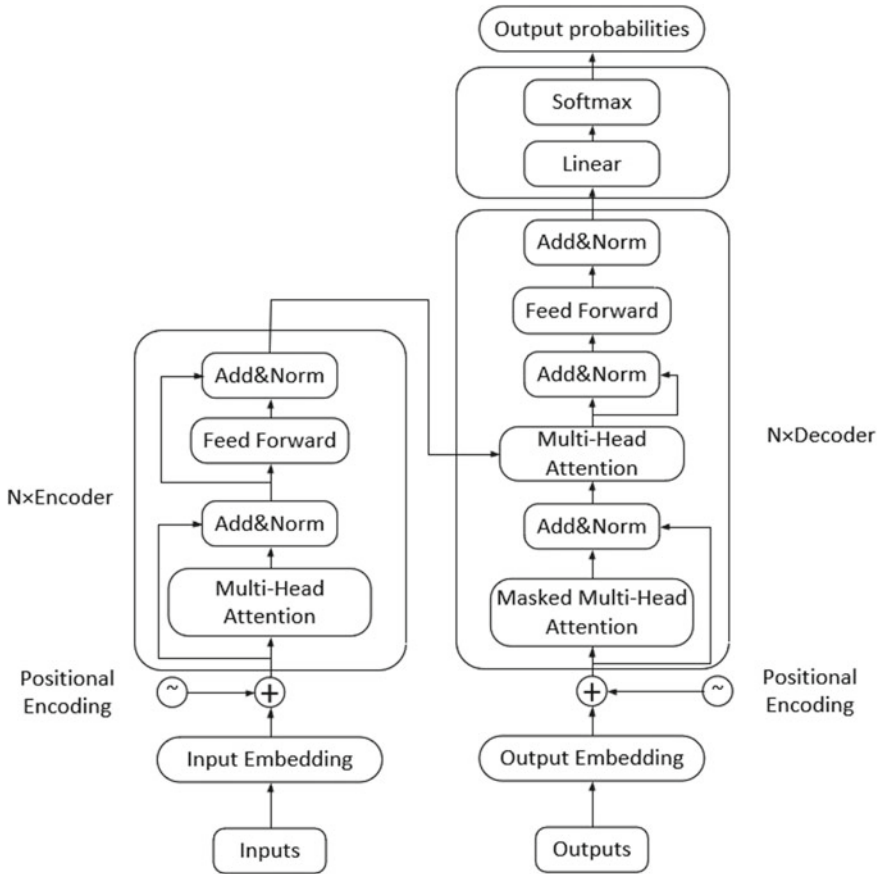 Output probabilities
Softmax
Linear
Add&Norm
Feed Forward
Add&Norm
Multi-Head
Attention
Add&Norm
Masked Multi-Head
Attention
N×Decoder
Positional
Encoding
Output Embedding
Outputs
Add&Norm
Feed Forward
Add&Norm
Multi-Head
Attention
N×Encoder
Positional
Encoding
Input Embedding
Inputs